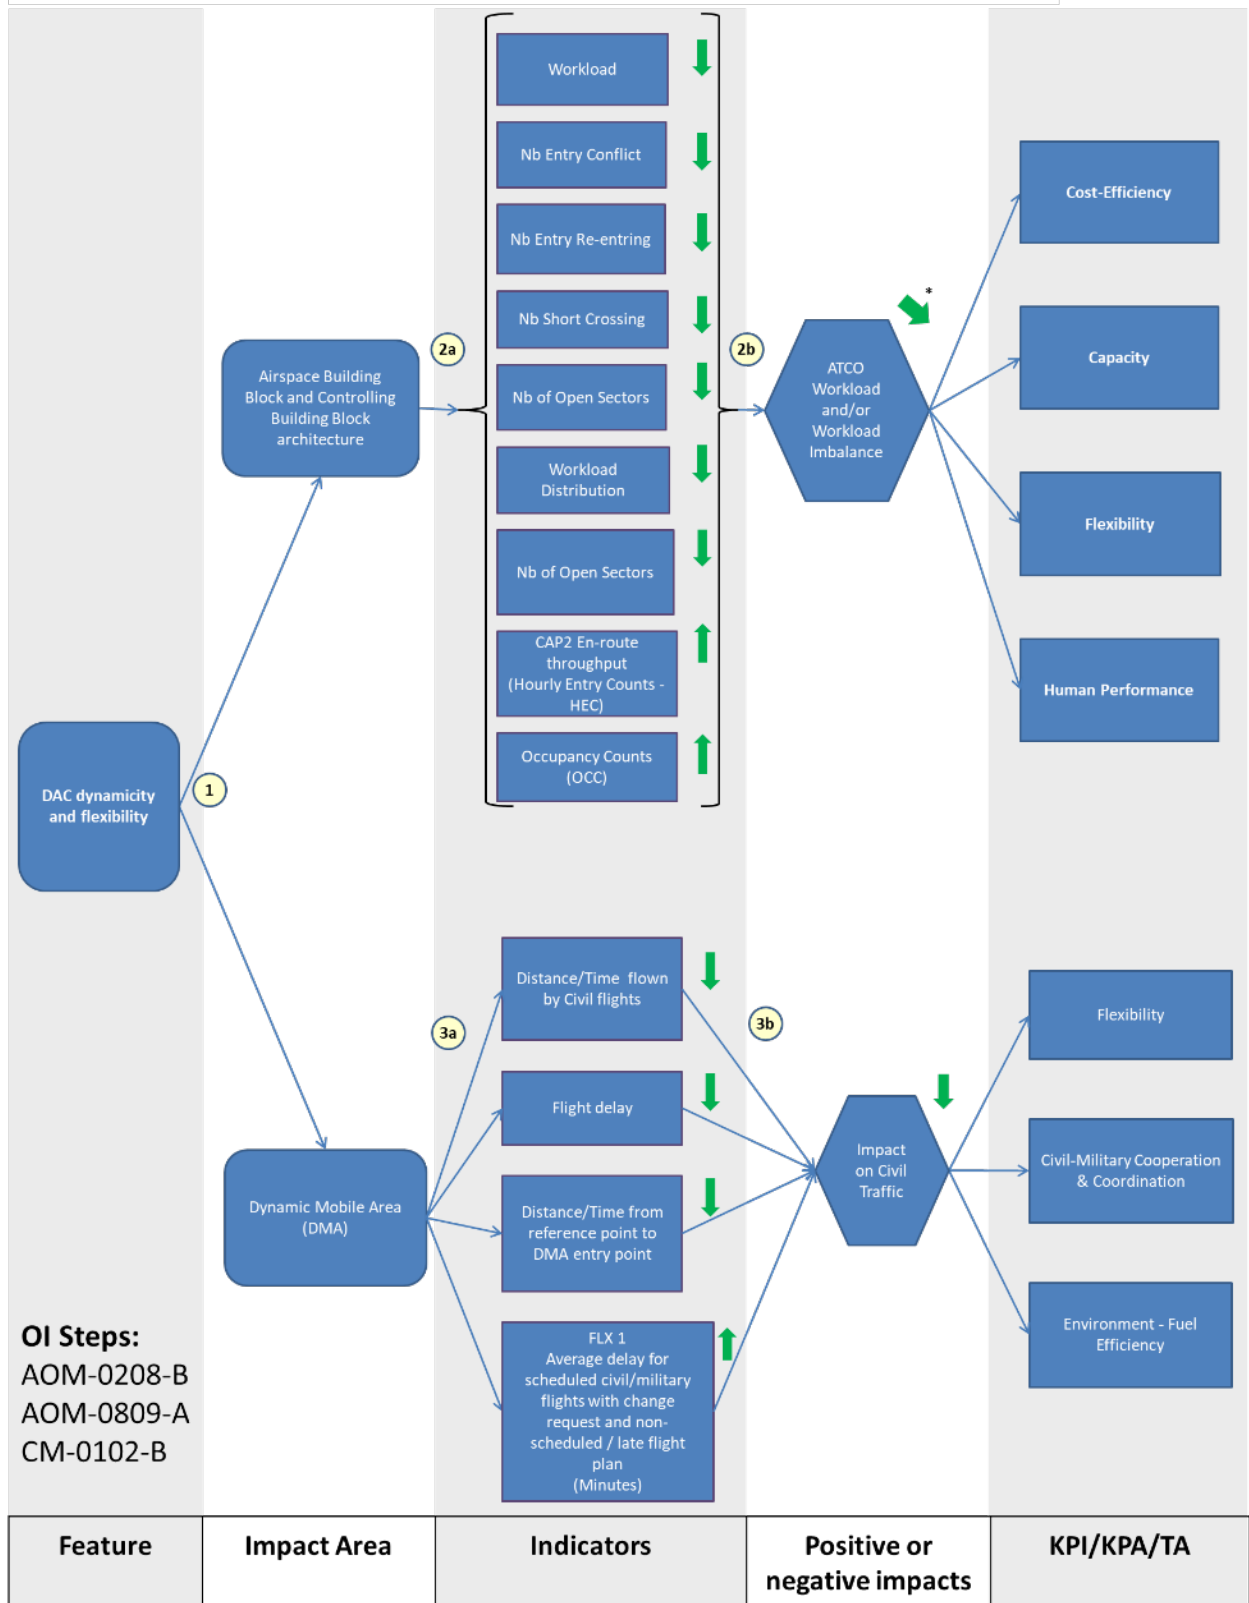 Workload
Nb Entry Conflict
Nb Entry Re-entring
Nb Short Crossing
Nb of Open Sectors
Workload
Distribution
Nb of Open Sectors
CAP2 En-route
throughput
(Hourly Entry Counts -
HEC)
Occupancy Counts
(OCC)
2a
2b
Airspace Building
Block and Controlling
Building Block
architecture
*
ATCO
Workload
and/or
Workload
Imbalance
Cost-Efficiency
Capacity
Flexibility
Human Performance
DAC dynamicity
and flexibility
1
Distance/Time flown
by Civil flights
3a
3b
Flight delay
Distance/Time from
reference point to
DMA entry point
FLX 1
Average delay for
scheduled civil/military
flights with change
request and non-
scheduled / late flight
plan
(Minutes)
Dynamic Mobile Area
(DMA)
Impact
on Civil
Traffic
Flexibility
Civil-Military Cooperation
& Coordination
Environment - Fuel
Efficiency
OI Steps:
AOM-0208-B
AOM-0809-A
CM-0102-B
Feature
Impact Area
Indicators
Positive or
negative impacts
KPI/KPA/TA